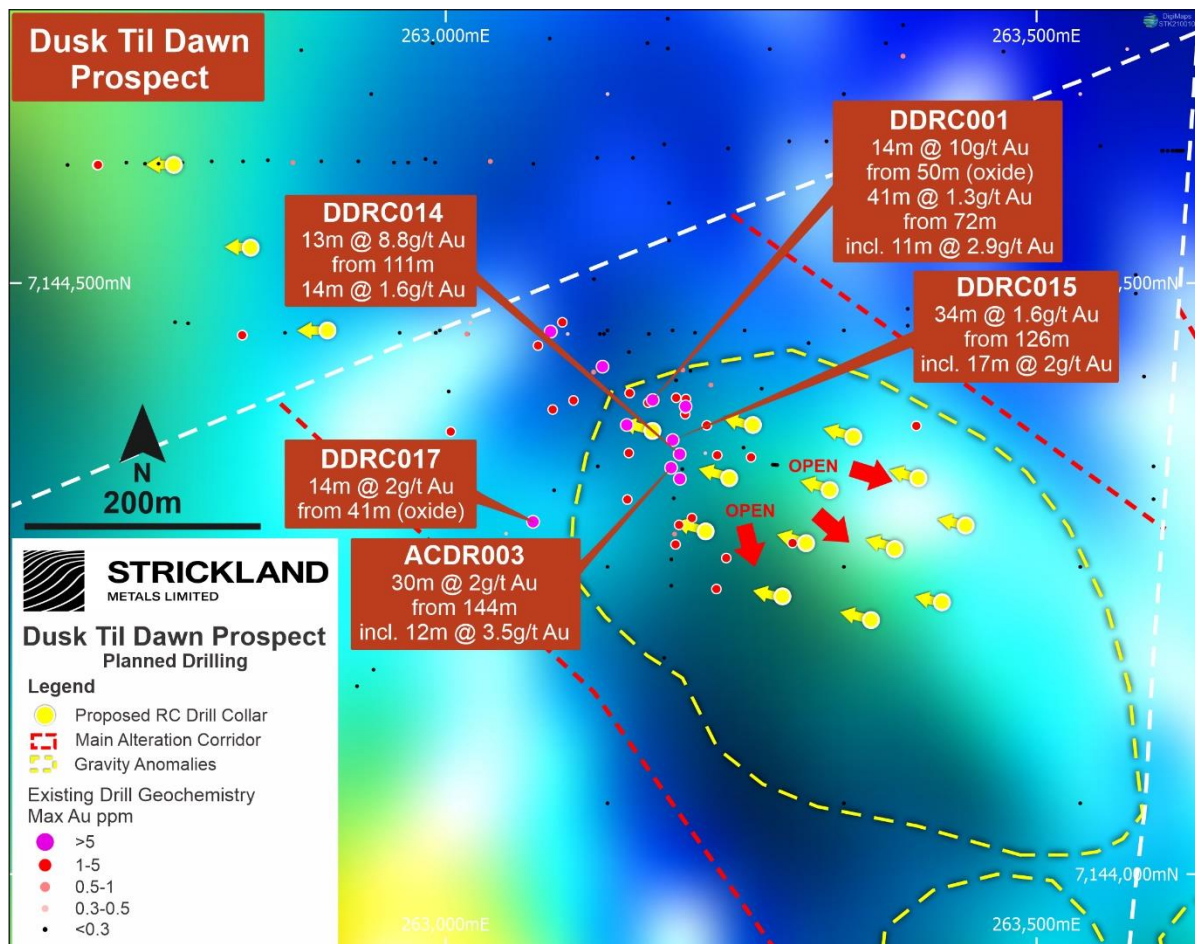 Dusk Til Dawn
Prospect
263,000mE
263,500mE
DigiMaps
DDRC001
14m @ 10g/t Au
from 50m (oxide)
41m @ 1.3g/t Au
from 72m
incl. 11m @ 2.9g/t Au
DDRC014
13m @ 8.8g/t Au
from 111m
14m @ 1.6g/t Au
7,144,500mN
DDRC015
34m @ 1.6g/t Au
from 126m
incl. 17m @ 2g/t Au
N
200m
DDRC017
14m @ 2g/t Au
from 41m (oxide)
OPEN
OPEN
ACDR003
30m @ 2g/t Au
from 144m
incl. 12m @ 3.5g/t Au
STRICKLAND
METALS LIMITED
Dusk Til Dawn Prospect
Planned Drilling
Legend
Proposed RC Drill Collar
Main Alteration Corridor
Gravity Anomalies
Existing Drill Geochemistry
Max Au ppm
>5
1-5
0.5-1
0.3-0.5
<0.3
7,144,000mN
263,000mE
263,500mE